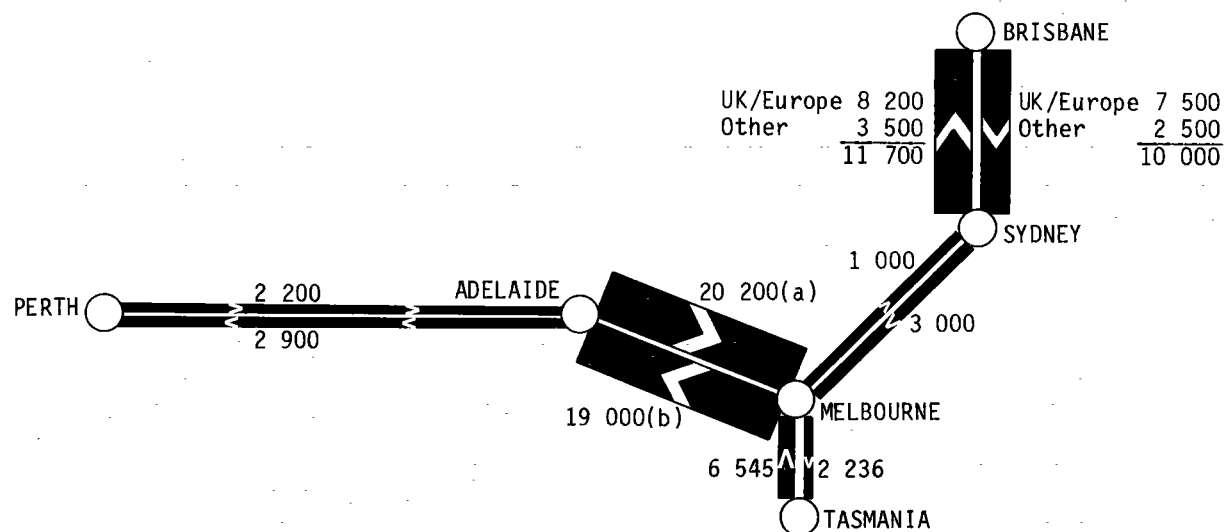 BRISBANE
UK/Europe 8 200
Other 3 500
11 700
UK/Europe 7 500
Other 2 500
10 000
SYDNEY
1 000
3 000
PERTH
2 200
2 900
ADELAIDE
20 200(a)
19 000(b)
MELBOURNE
6 545
2 236
TASMANIA